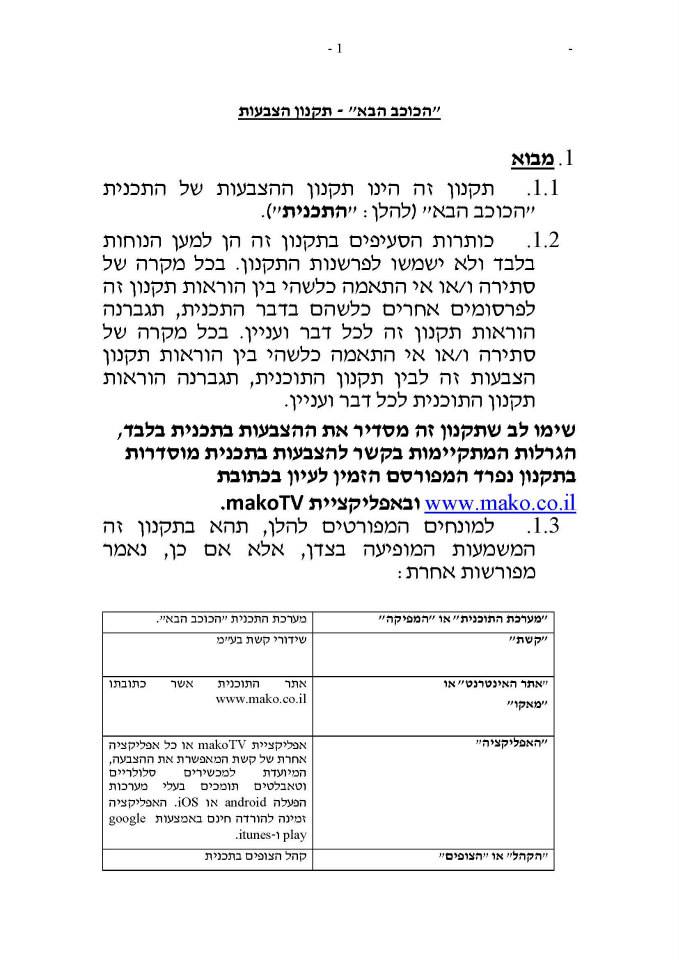 - 1 -
"הכוכב הבא" - תקנון הצבעות
1. מבוא
1.1. תקנון זה הינו תקנון ההצבעות של התכנית
"הכוכב הבא" (להלן: "התכנית").
1.2. כותרות הסעיפים בתקנון זה הן למען הנוחות
בלבד ולא ישמשו לפרשנות התקנון. בכל מקרה של
סתירה ו/או אי התאמה כלשהי בין הוראות תקנון זה
לפרסומים אחרים כלשהם בדבר התכנית, תגברנה
הוראות תקנון זה לכל דבר ועניין. בכל מקרה של
סתירה ו/או אי התאמה כלשהי בין הוראות תקנון
הצבעות זה לבין תקנון התוכנית, תגברנה הוראות
תקנון התוכנית לכל דבר ועניין.
שימו לב שתקנון זה מסדיר את ההצבעות בתכנית בלבד,
הגרלות המתקיימות בקשר להצבעות בתכנית מוסדרות
בתקנון נפרד המפורסם הזמין לעיון בכתובת
www.mako.co.il ובאפליקציית makoTV.
1.3. למונחים המפורטים להלן, תהא בתקנון זה
המשמעות המופיעה בצדן, אלא אם כן, נאמר
מפורשות אחרת:
"מערכת התוכנית" או "המפיקה"
מערכת התכנית "הכוכב הבא".
"קשת"
שידורי קשת בע"מ
"אתר האינטרנט" או
"מאקו"
אתר התוכנית אשר כתובתו
www.mako.co.il
"האפליקציה"
אפליקציית makoTV או כל אפליקציה
אחרת של קשת המאפשרת את ההצבעה,
המיועדת למכשירים סלולריים
וטאבלטים תומכים בעלי מערכות
הפעלה android או iOS. האפליקציה
זמינה להורדה חינם באמצעות google
play ו-itunes.
"הקהל" או "הצופים"
קהל הצופים בתכנית